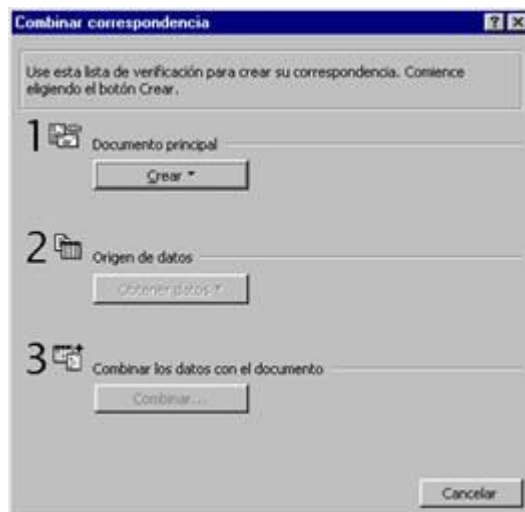 Combinar correspondencia
Use esta lista de verificación para crear su correspondencia. Comience
eligiendo el botón Crear.
1 Documento principal
Crear
2 Origen de datos
Obtener datos
3 Combinar los datos con el documento
Combinar...
Cancelar